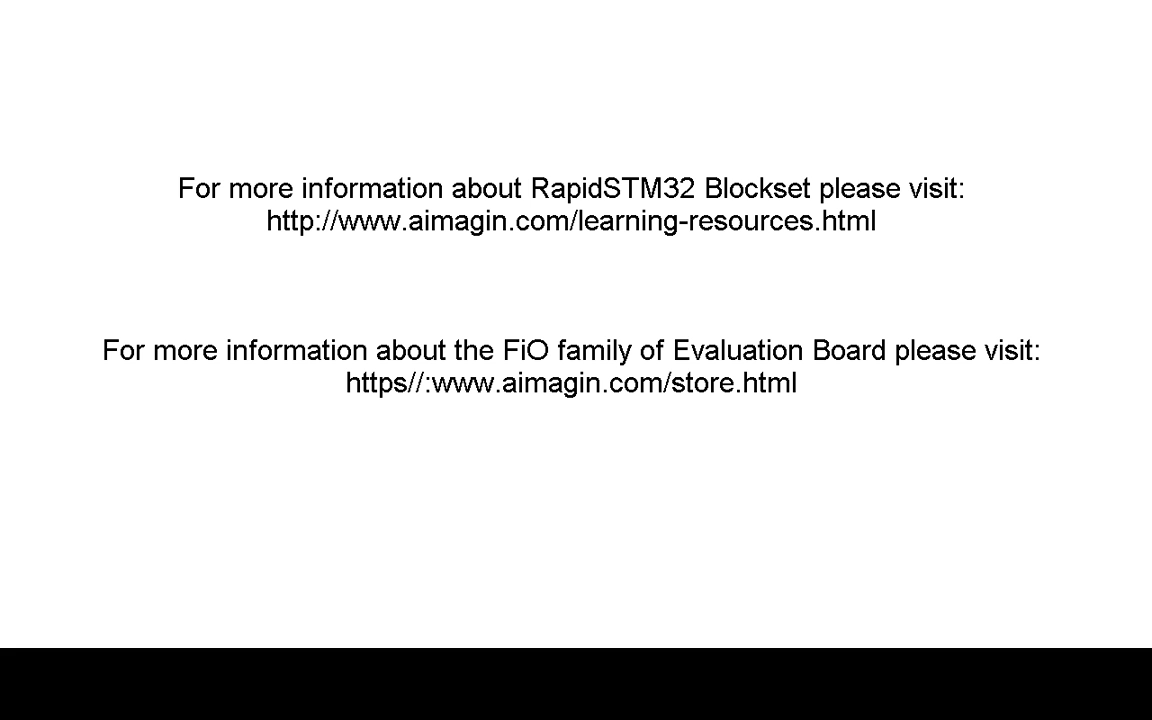 For more information about RapidSTM32 Blockset please visit:
http://www.aimagin.com/learning-resources.html
For more information about the FiO family of Evaluation Board please visit:
https//:www.aimagin.com/store.html